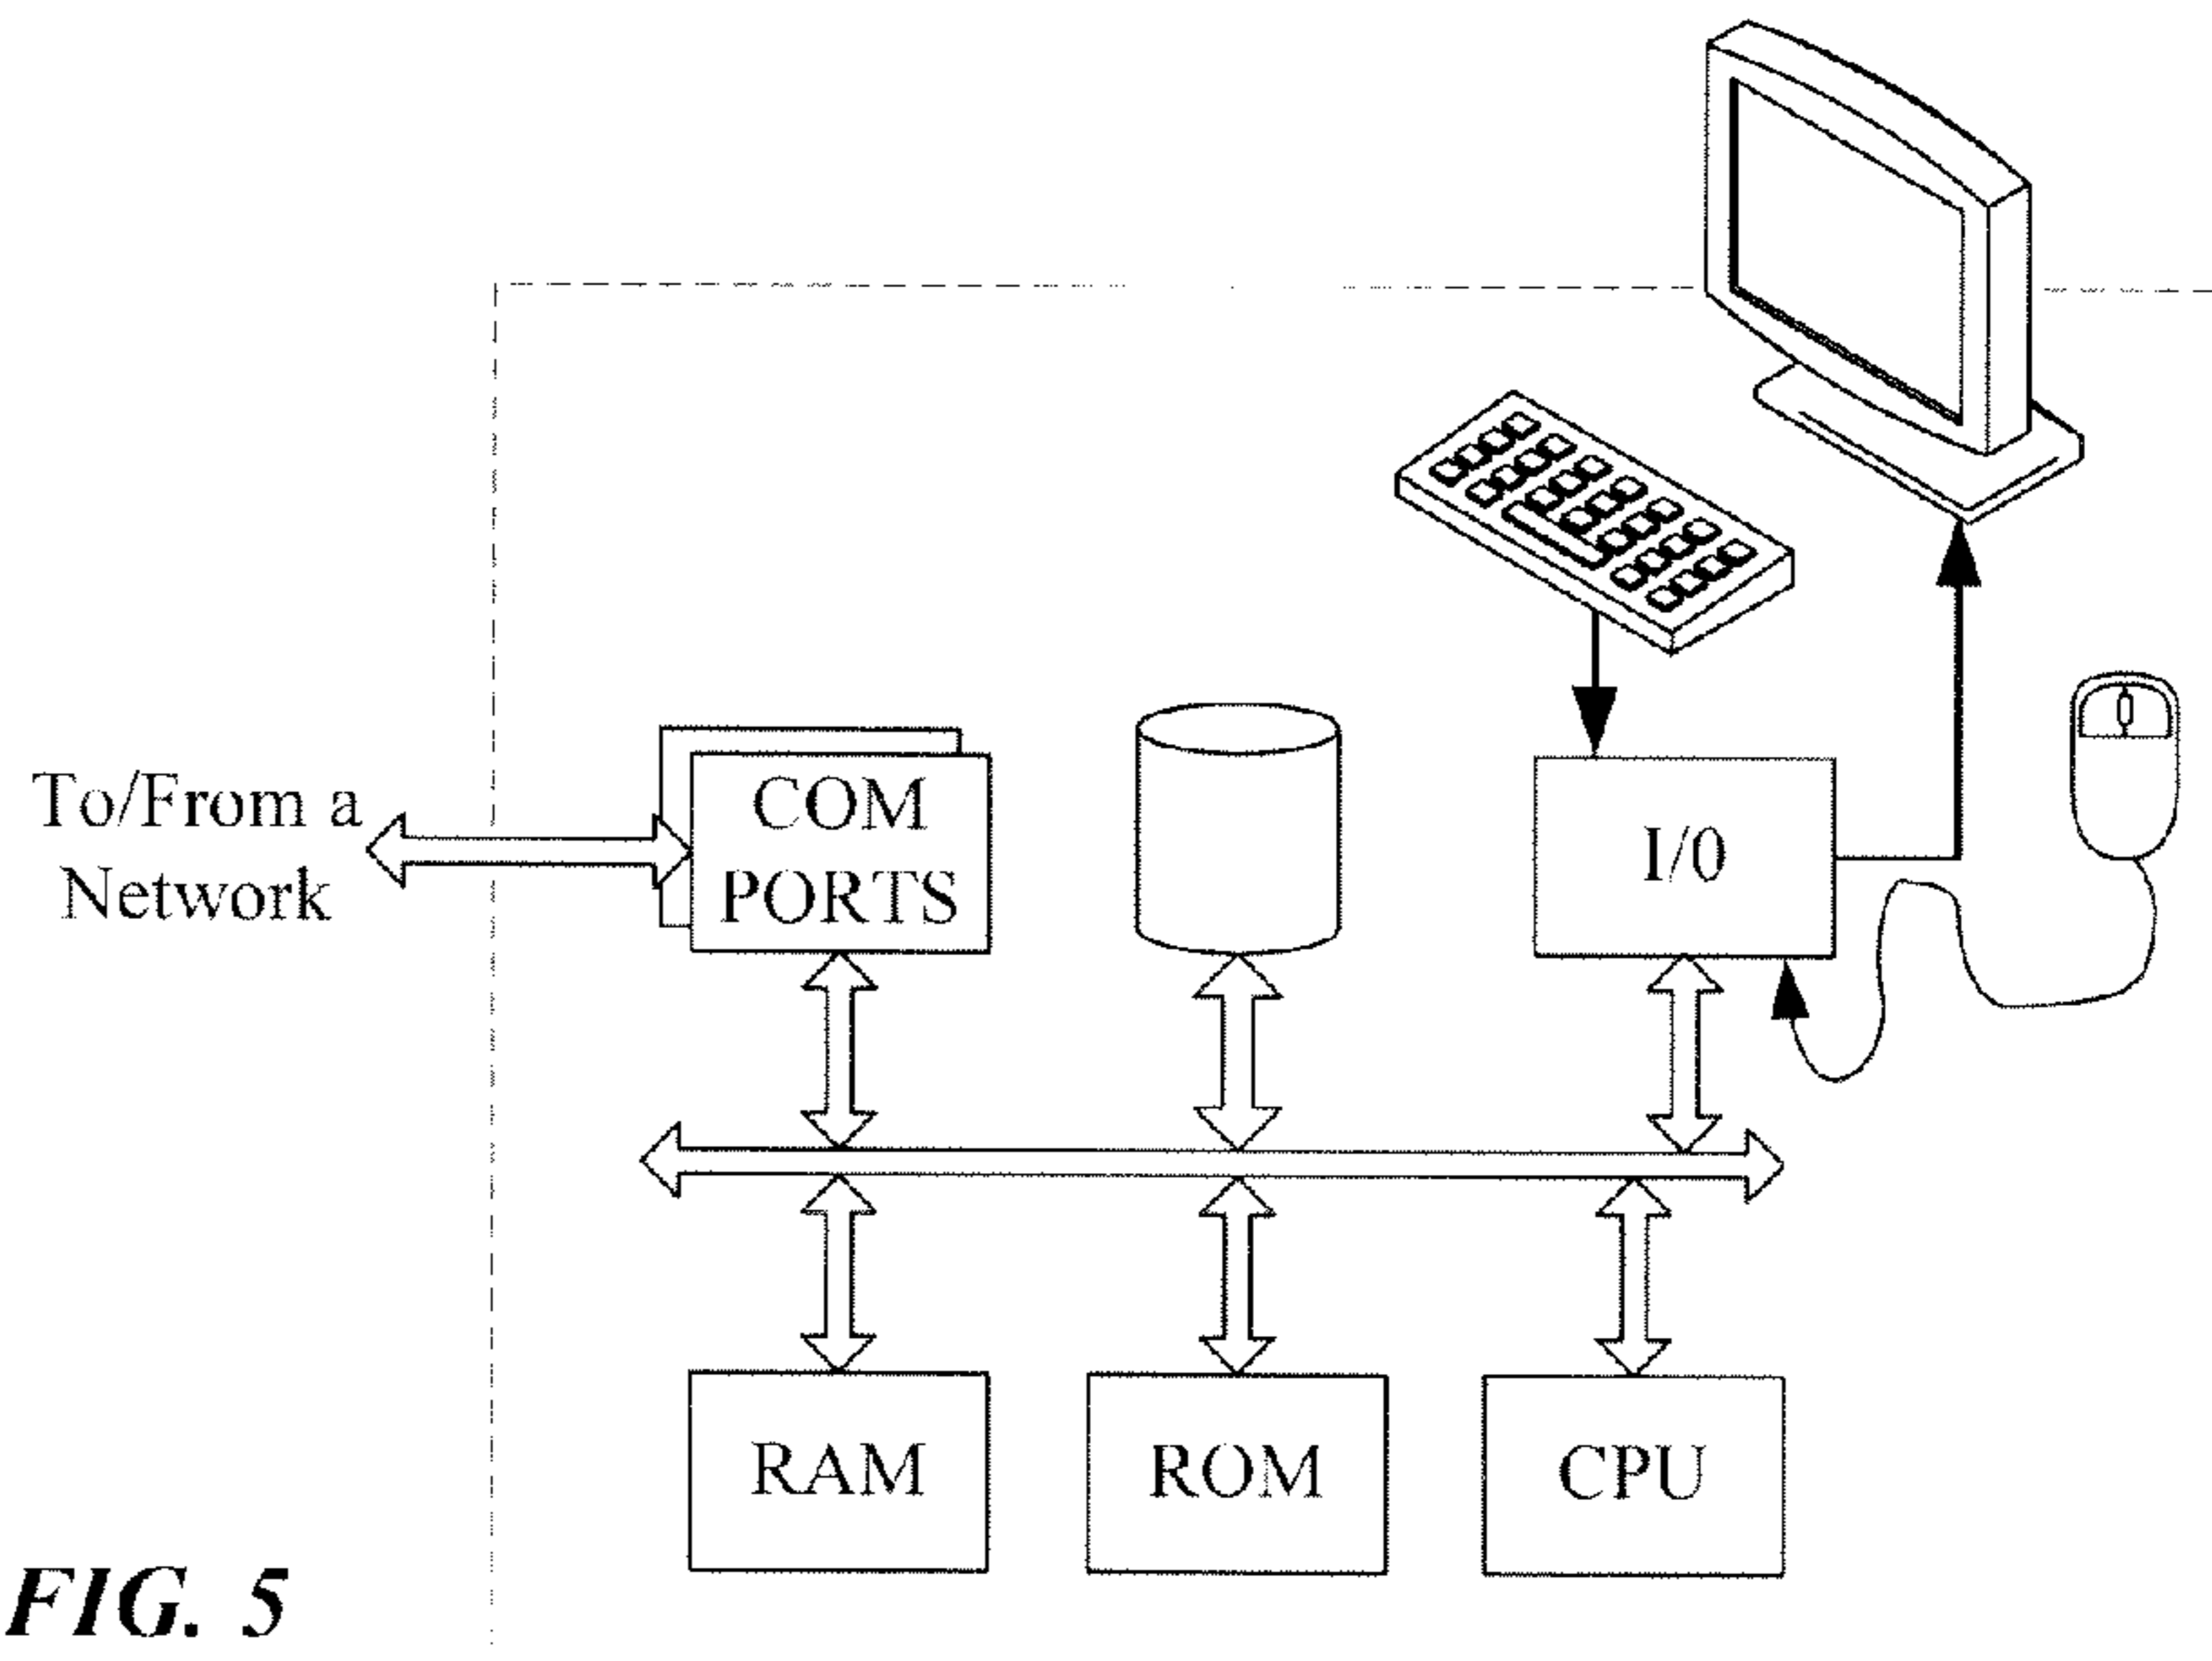 To/From a
Network
COM
PORTS
I/0
RAM
ROM
CPU
FIG. 5